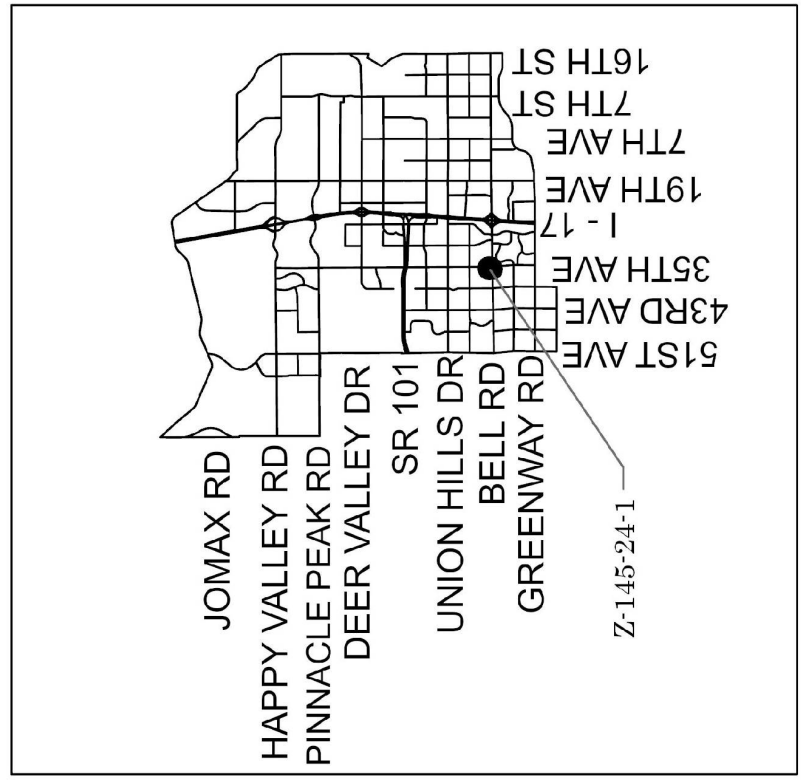 16TH ST
7TH ST
7TH AVE
19TH AVE
I - 17
35TH AVE
43RD AVE
51ST AVE
JOMAX RD
HAPPY VALLEY RD
PINNACLE PEAK RD
DEER VALLEY DR
SR 101
UNION HILLS DR
BELL RD
GREENWAY RD
Z-145-24-1